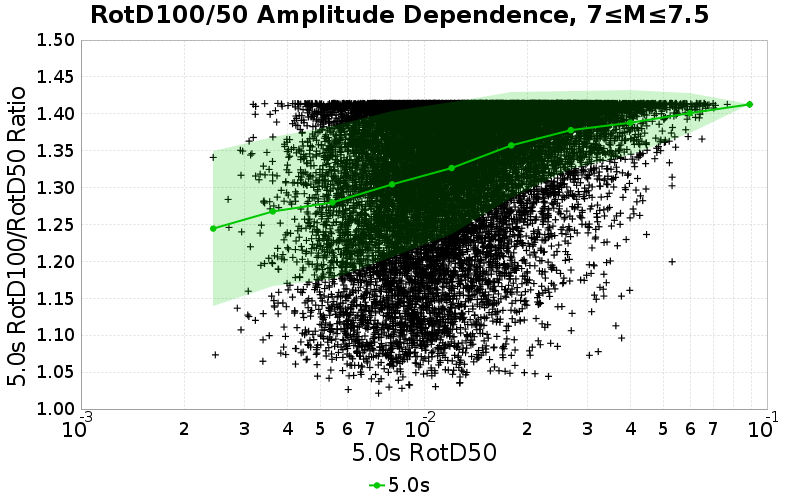 RotD100/50 Amplitude Dependence, 7≤M≤7.5
1.50
1.45
1.40
1.35
1.30
1.25
1.20
1.15
1.10
1.05
1.00
5.0s RotD100/RotD50 Ratio
10^-3 2 3 4 5 6 7 10^-2 2 3 4 5 6 7 10^-1
5.0s RotD50
5.0s